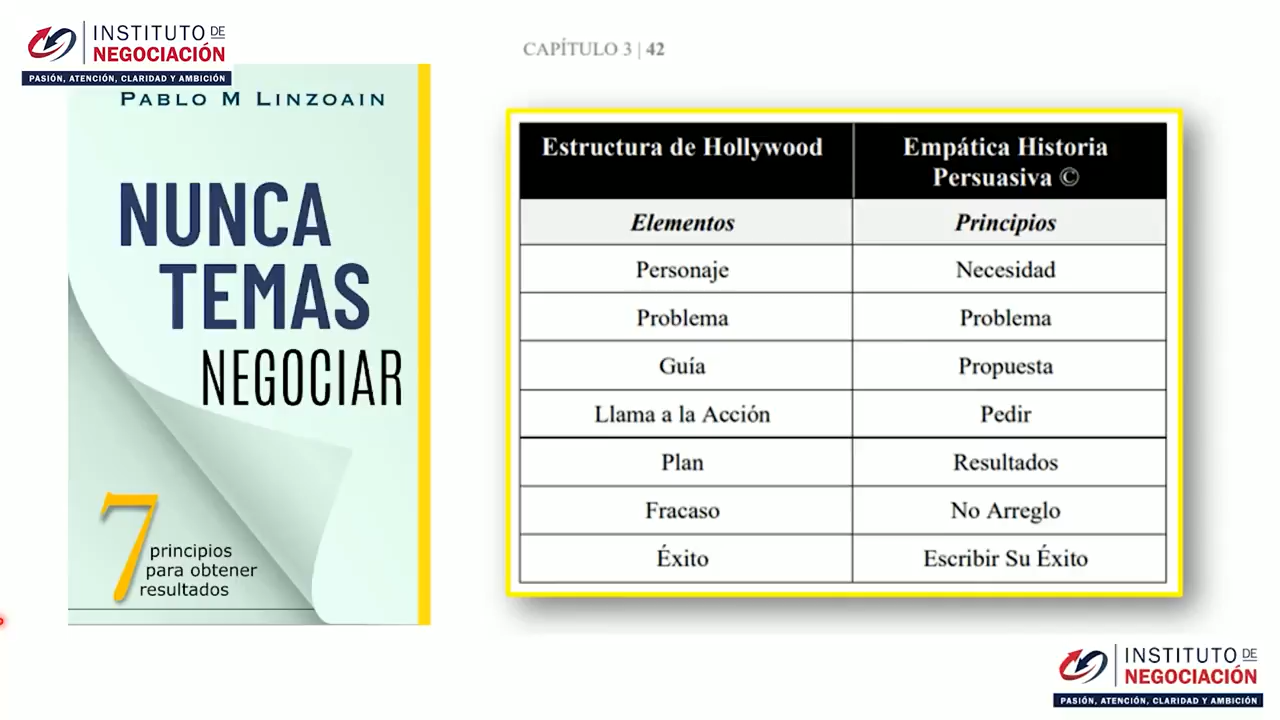 INSTITUTO DE
NEGOCIACIÓN
PASIÓN, ATENCIÓN, CLARIDAD Y AMBICIÓN
PABLO M LINZOAIN
NUNCA
TEMAS
NEGOCIAR
7
principios
para obtener
resultados
CAPÍTULO 3 | 42
Estructura de Hollywood
Empática Historia
Persuasiva ©
Elementos
Principios
Personaje
Necesidad
Problema
Problema
Guía
Propuesta
Llama a la Acción
Pedir
Plan
Resultados
Fracaso
No Arreglo
Éxito
Escribir Su Éxito
INSTITUTO DE
NEGOCIACIÓN
PASIÓN, ATENCIÓN, CLARIDAD Y AMBICIÓN